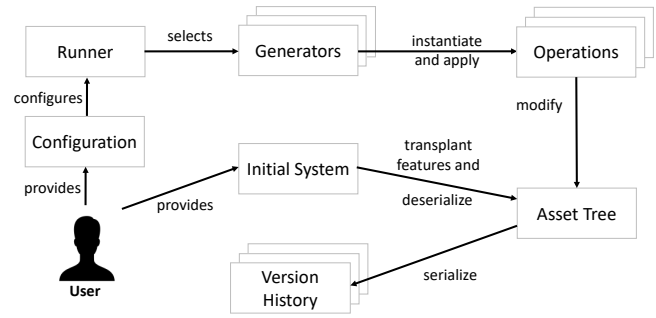 Runner
selects
Generators
instantiate
and apply
Operations
configures
modify
Configuration
transplant
features and
deserialize
Initial System
provides
provides
Asset Tree
User
Version
History
serialize